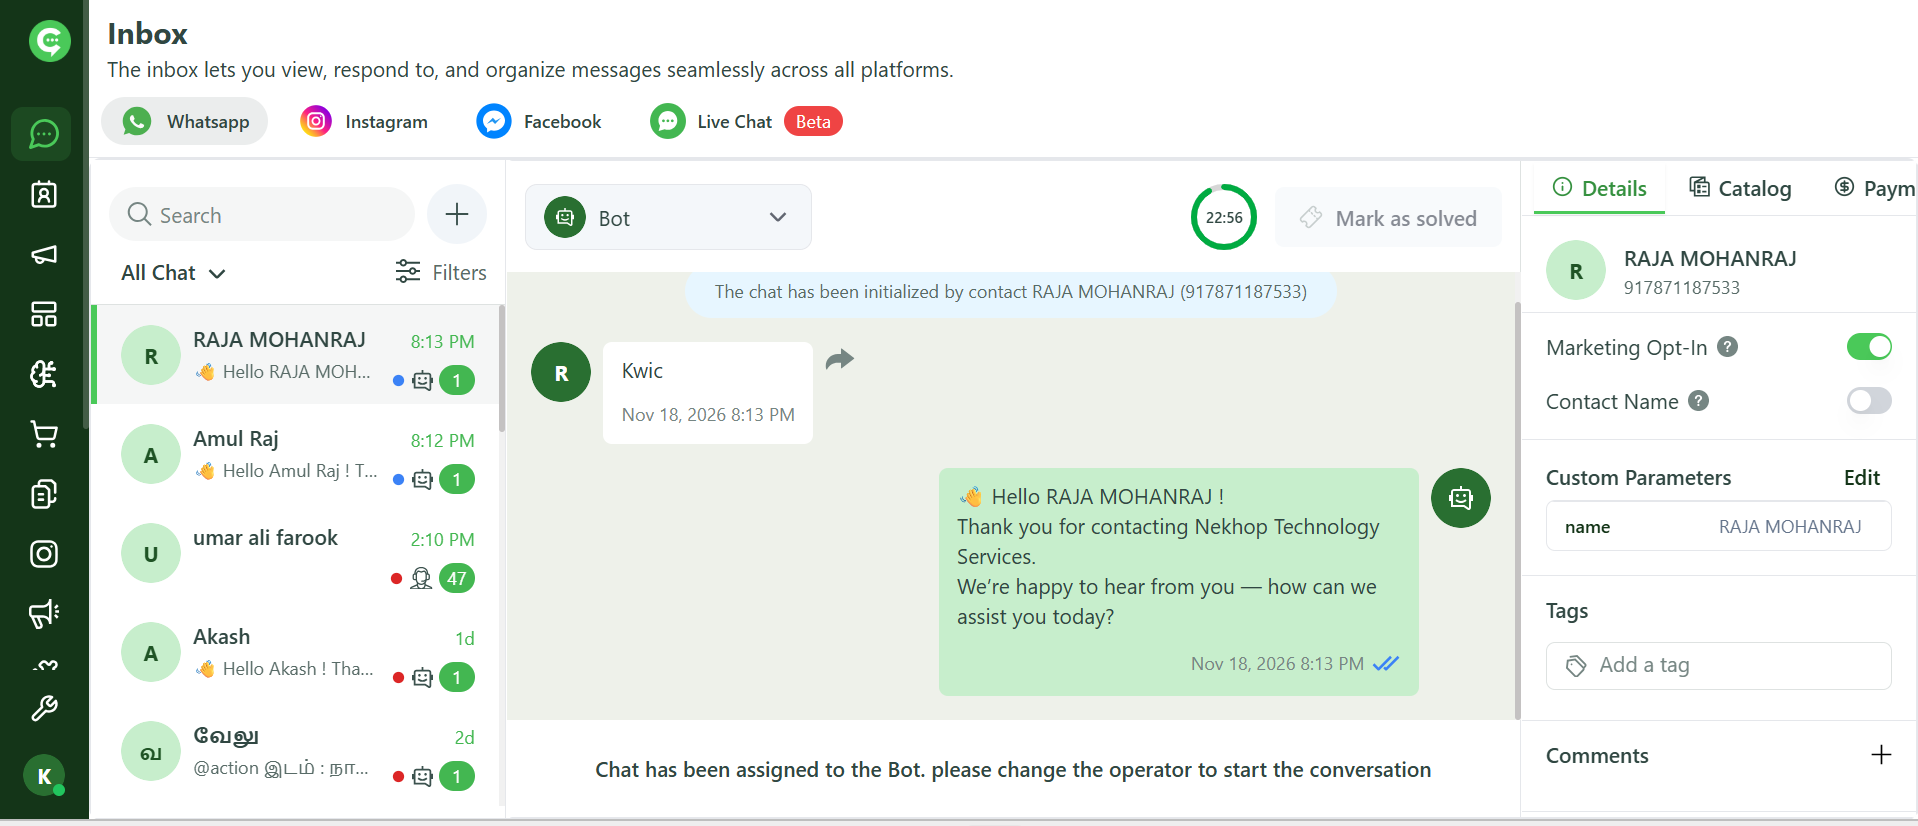 Inbox
The inbox lets you view, respond to, and organize messages seamlessly across all platforms.
Whatsapp
Instagram
Facebook
Live Chat
Beta
Search
All Chat
Filters
RAJA MOHANRAJ
8:13 PM
👋 Hello RAJA MOH...
1
Amul Raj
8:12 PM
👋 Hello Amul Raj ! T...
1
umar ali farook
2:10 PM
47
A
Akash
1d
👋 Hello Akash ! Tha...
1
வேலு
2d
@action இடம் : நா...
1
R
A
U
வ
K
Bot
22:56
Mark as solved
The chat has been initialized by contact RAJA MOHANRAJ (917871187533)
R
Kwic
Nov 18, 2026 8:13 PM
👋 Hello RAJA MOHANRAJ !
Thank you for contacting Nekhop Technology
Services.
We’re happy to hear from you — how can we
assist you today?
Nov 18, 2026 8:13 PM
Chat has been assigned to the Bot. please change the operator to start the conversation
Details
Catalog
Paym
R
RAJA MOHANRAJ
917871187533
Marketing Opt-In ?
Contact Name ?
Custom Parameters
Edit
name
RAJA MOHANRAJ
Tags
Add a tag
Comments